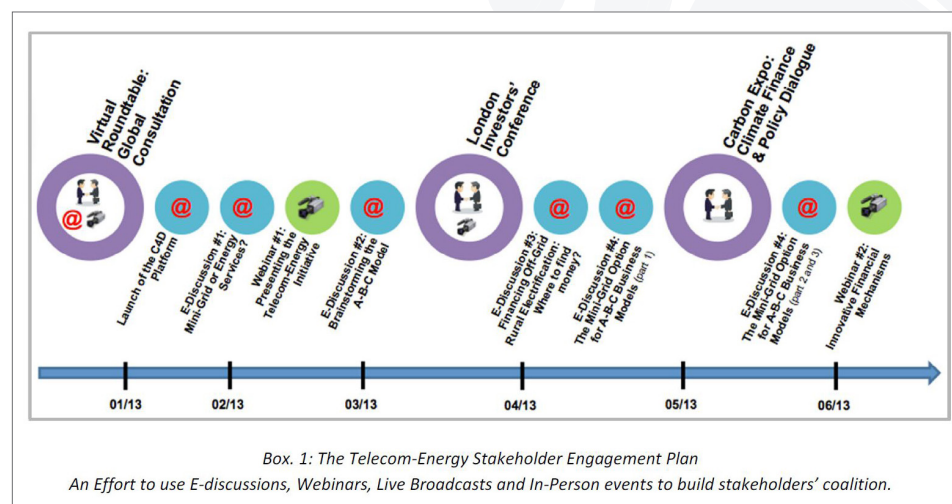 Virtual
Roundtable:
Global
Consultation
@
Launch of the C4D
Platform
@
E-Discussion #1:
Mini-Grid or Energy
Services?
@
Webinar #1:
Presenting the
Telecom-Energy
Initiative
E-Discussion #2:
Brainstorming the
A-B-C Model
@
London
Investors'
Conference
E-Discussion #3:
Financing Off-Grid
Rural Electrification:
Where to find
money?
@
E-Discussion #4:
The Mini-Grid Option
for A-B-C Business
Models (part 1)
@
Carbon Expo:
Climate Finance
& Policy Dialogue
E-Discussion #4:
The Mini-Grid Option
for A-B-C Business
Models (part 2 and 3)
@
Webinar #2:
Innovative Financial
Mechanisms
01/13
02/13
03/13
04/13
05/13
06/13
Box. 1: The Telecom-Energy Stakeholder Engagement Plan
An Effort to use E-discussions, Webinars, Live Broadcasts and In-Person events to build stakeholders' coalition.